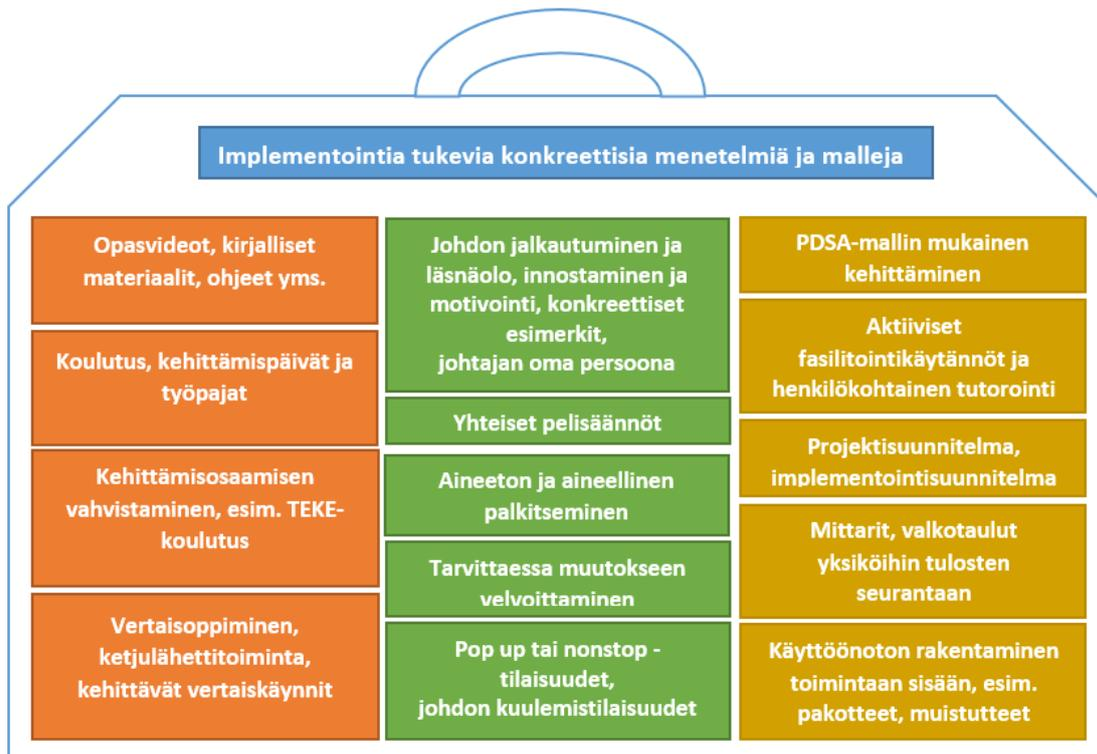 Implementointia tukevia konkreettisia menetelmiä ja malleja
Opasvideot, kirjalliset
materiaalit, ohjeet yms.
Koulutus, kehittämispäivät ja
työpajat
Kehittämisosaamisen
vahvistaminen, esim. TEKE-
koulutus
Vertaisoppiminen,
ketjulähettitoiminta,
kehittävät vertaiskäynnit
Johdon jalkautuminen ja
läsnäolo, innostaminen ja
motivointi, konkreettiset
esimerkit,
johtajan oma persoona
Yhteiset pelisäännöt
Aineeton ja aineellinen
palkitseminen
Tarvittaessa muutokseen
velvoittaminen
Pop up tai nonstop -
tilaisuudet,
johdon kuulemistilaisuudet
PDSA-mallin mukainen
kehittäminen
Aktiiviset
fasilitointikäytännöt ja
henkilökohtainen tutorointi
Projektisuunnitelma,
implementointisuunnitelma
Mittarit, valkotaulut
yksiköihin tulosten
seurantaan
Käyttöönoton rakentaminen
toimintaan sisään, esim.
pakotteet, muistutteet